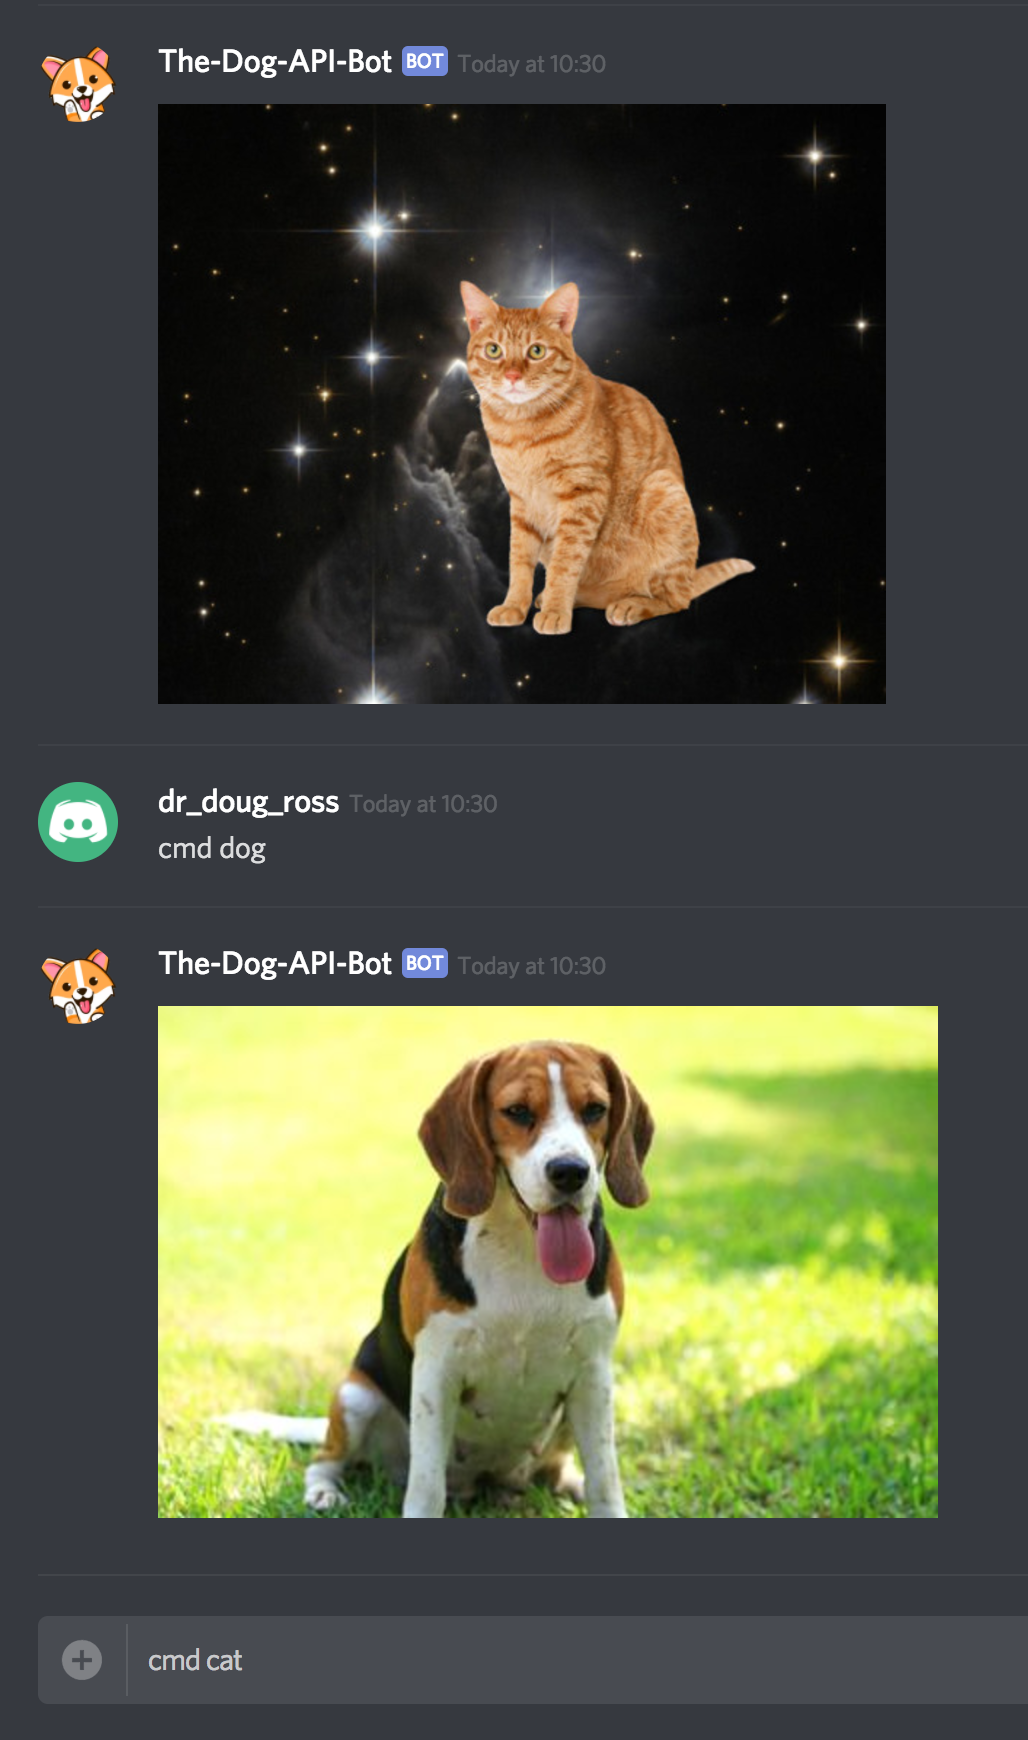 The-Dog-API-Bot BOT Today at 10:30
dr_doug_ross Today at 10:30
cmd dog
The-Dog-API-Bot BOT Today at 10:30
cmd cat